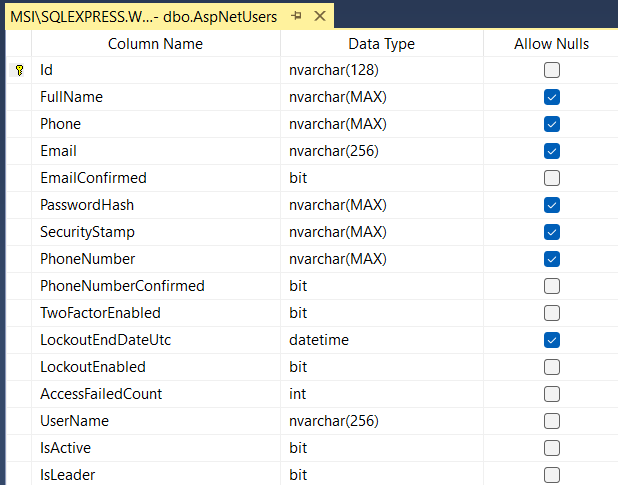 MSI\SQLEXPRESS.W...- dbo.AspNetUsers
Column Name Data Type Allow Nulls
Id nvarchar(128)
FullName nvarchar(MAX)
Phone nvarchar(MAX)
Email nvarchar(256)
EmailConfirmed bit
PasswordHash nvarchar(MAX)
SecurityStamp nvarchar(MAX)
PhoneNumber nvarchar(MAX)
PhoneNumberConfirmed bit
TwoFactorEnabled bit
LockoutEndDateUtc datetime
LockoutEnabled bit
AccessFailedCount int
UserName nvarchar(256)
IsActive bit
IsLeader bit